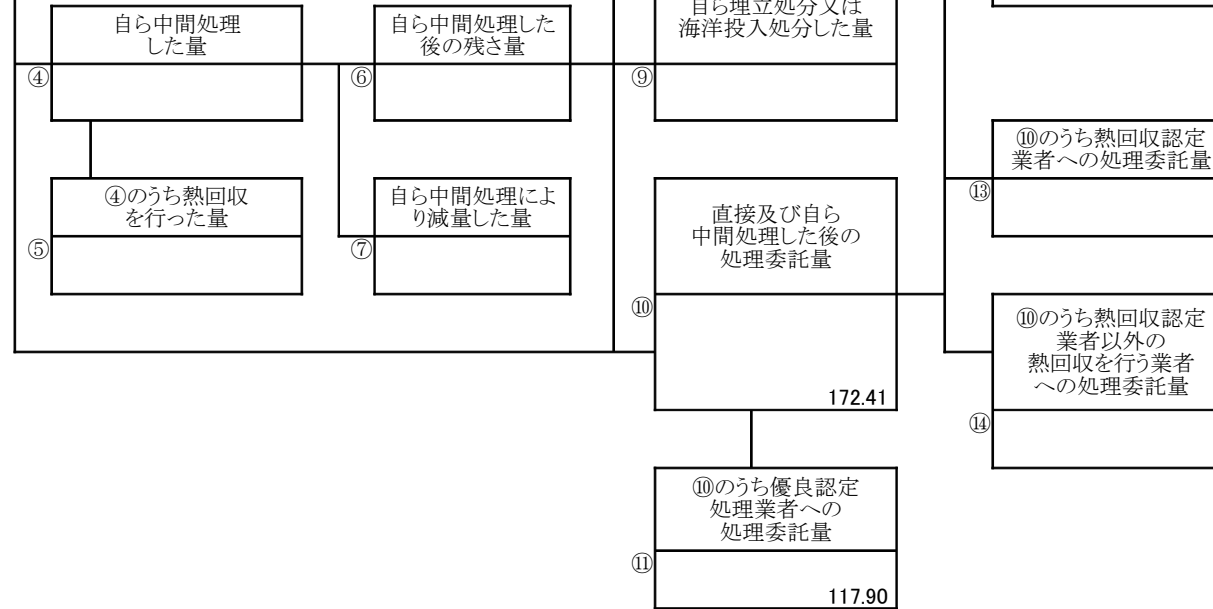 自ら中間処理
した量
④
自ら中間処理した
後の残さ量
⑥
自ら埋立処分又は
海洋投入処分した量
⑨
⑩のうち熱回収認定
業者への処理委託量
⑬
④のうち熱回収
を行った量
⑤
自ら中間処理によ
り減量した量
⑦
直接及び自ら
中間処理した後の
処理委託量
⑩
172.41
⑩のうち熱回収認定
業者以外の
熱回収を行う業者
への処理委託量
⑭
⑩のうち優良認定
処理業者への
処理委託量
⑪
117.90